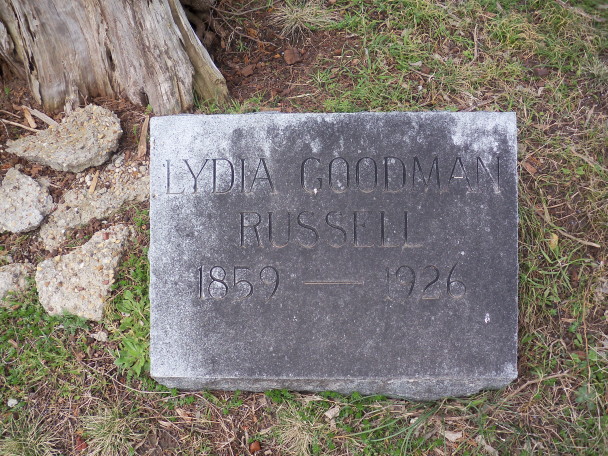 LYDIA GOODMAN
RUSSELL
1859 — 1926